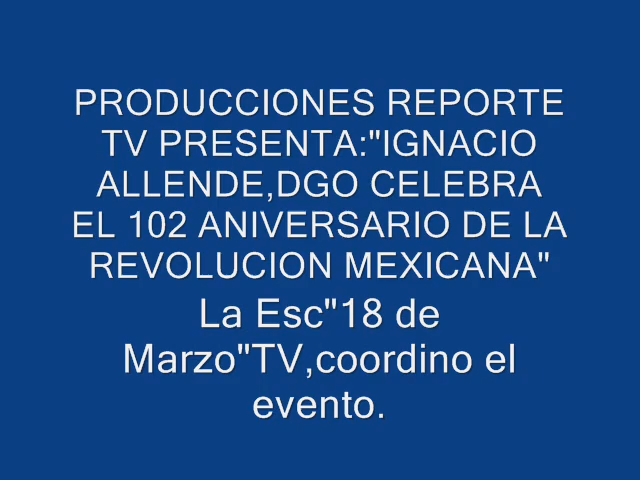 PRODUCCIONES REPORTE
TV PRESENTA:"IGNACIO
ALLENDE,DGO CELEBRA
EL 102 ANIVERSARIO DE LA
REVOLUCION MEXICANA"
La Esc"18 de
Marzo"TV,coordino el
evento.